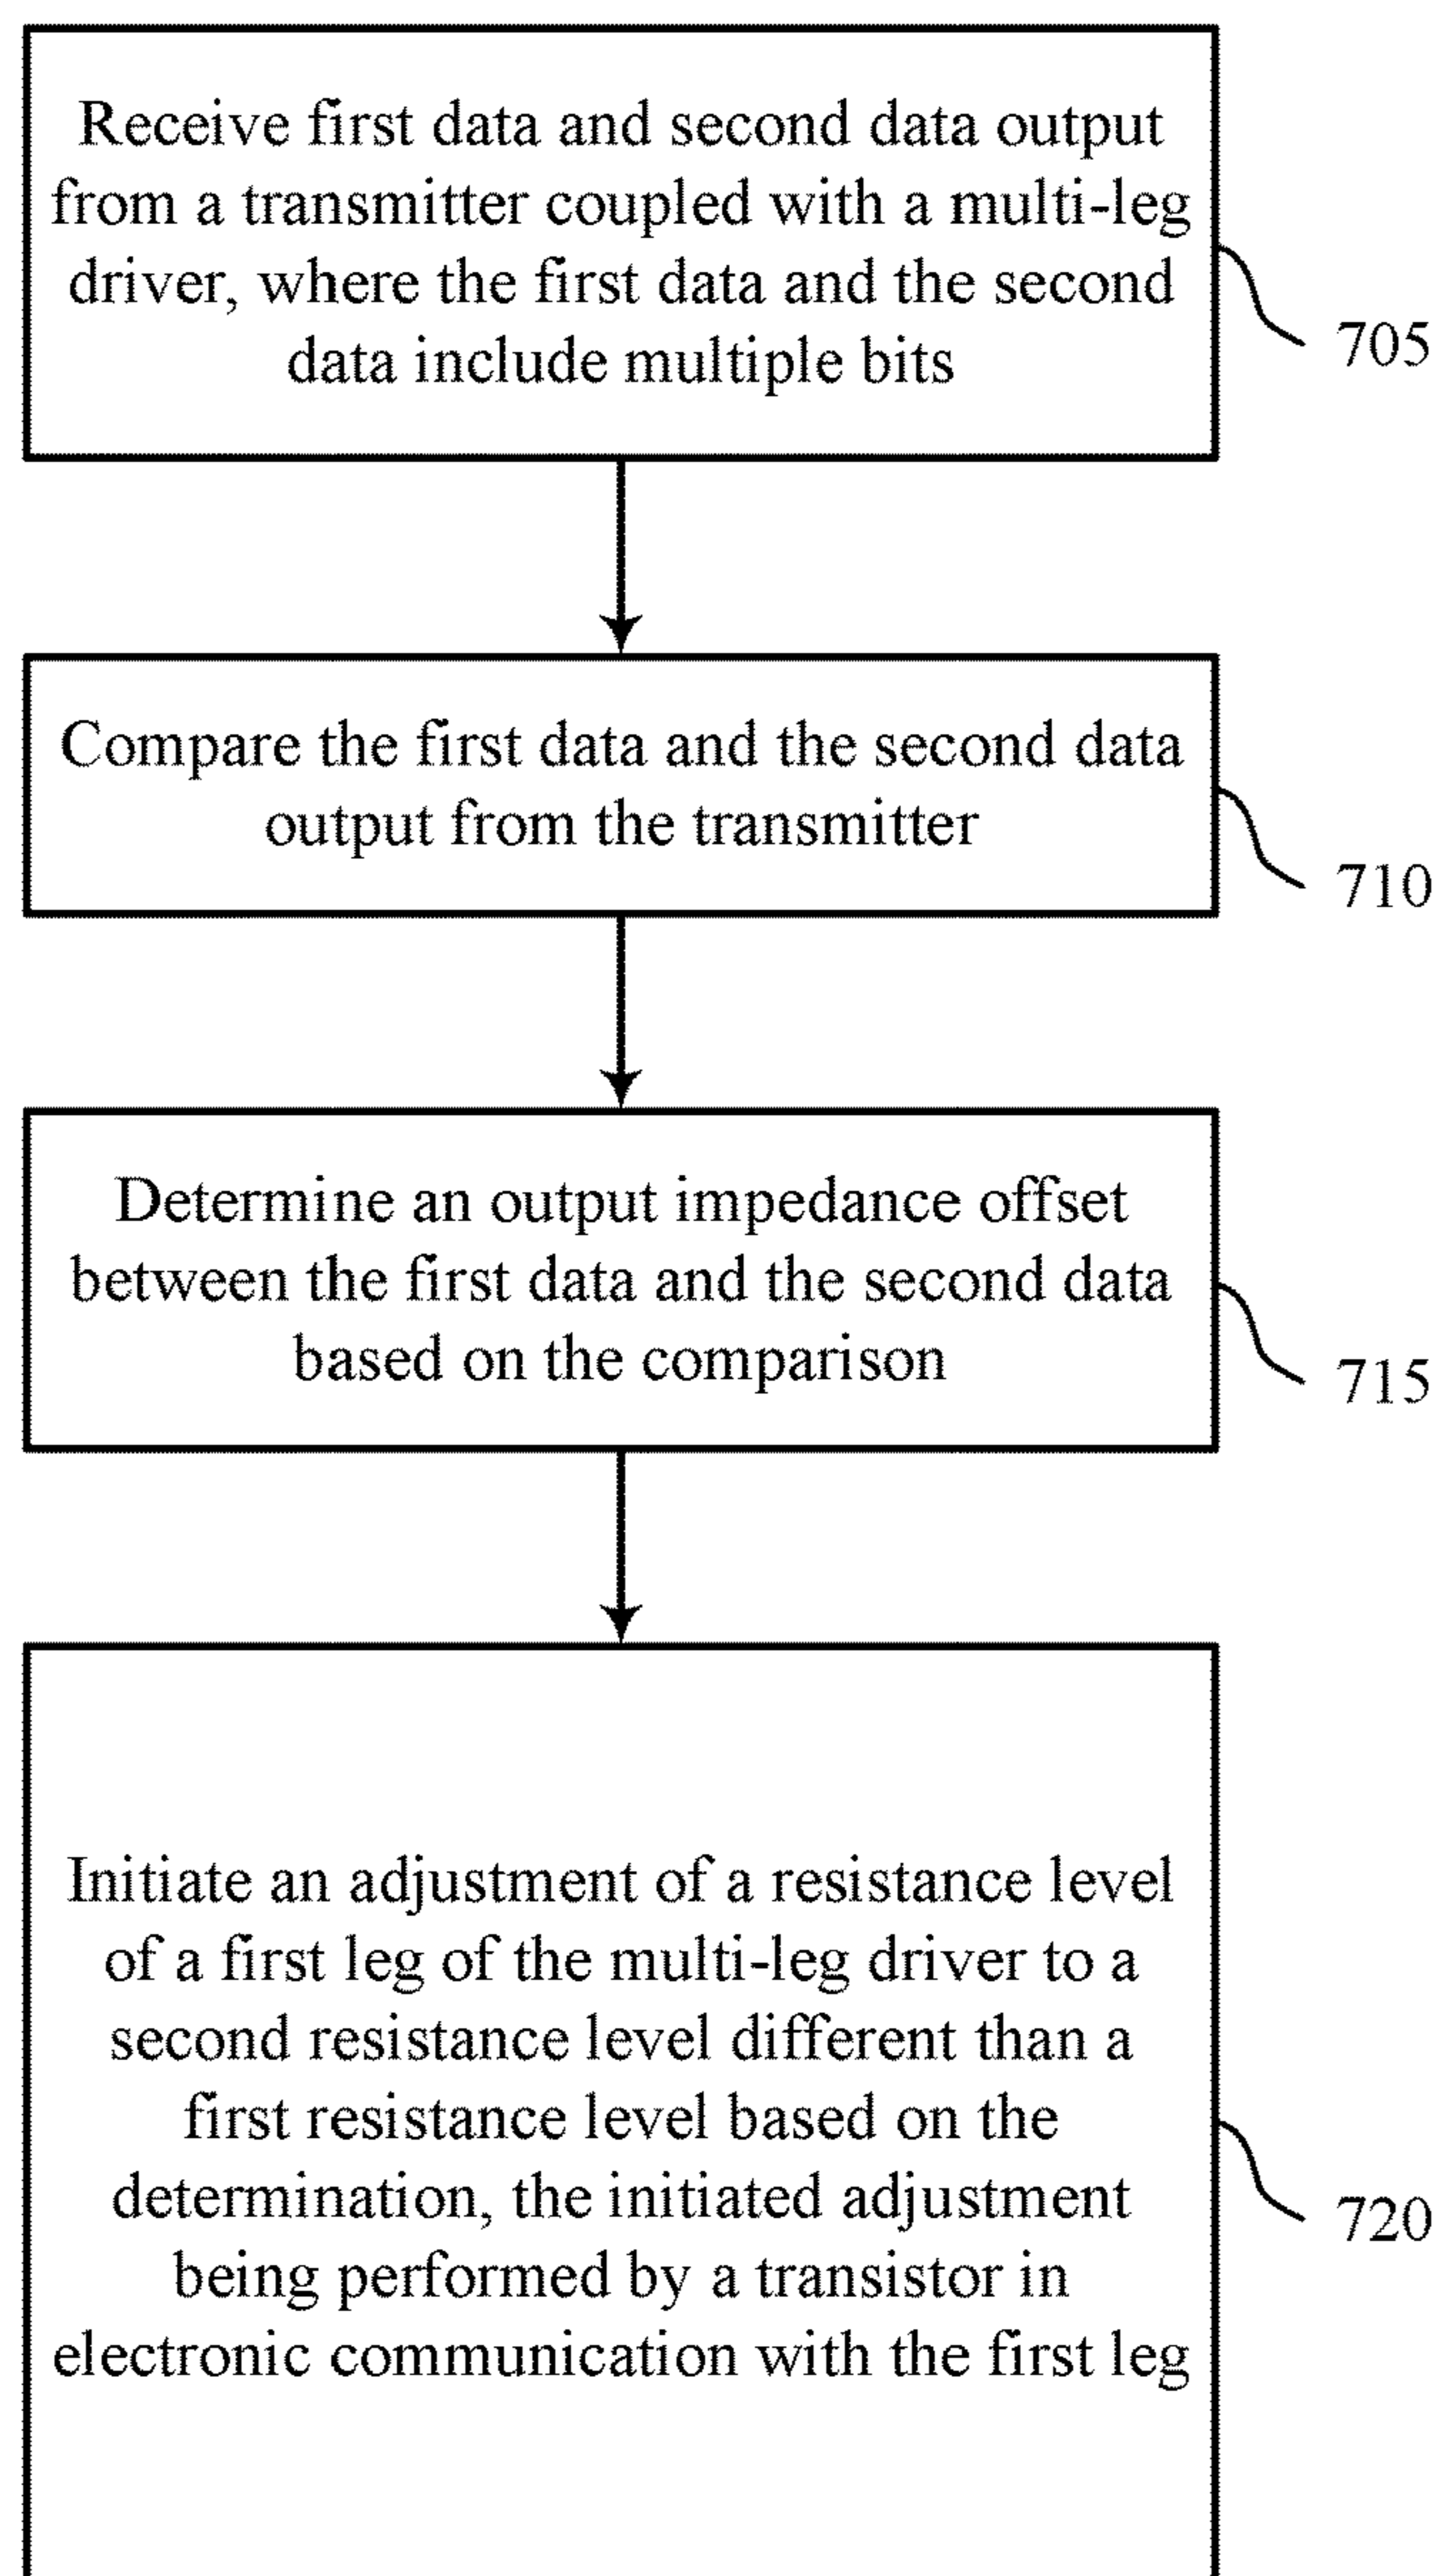 Receive first data and second data output
from a transmitter coupled with a multi-leg
driver, where the first data and the second
data include multiple bits
705
Compare the first data and the second data
output from the transmitter
710
Determine an output impedance offset
between the first data and the second data
based on the comparison
715
Initiate an adjustment of a resistance level
of a first leg of the multi-leg driver to a
second resistance level different than a
first resistance level based on the
determination, the initiated adjustment
being performed by a transistor in
electronic communication with the first leg
720